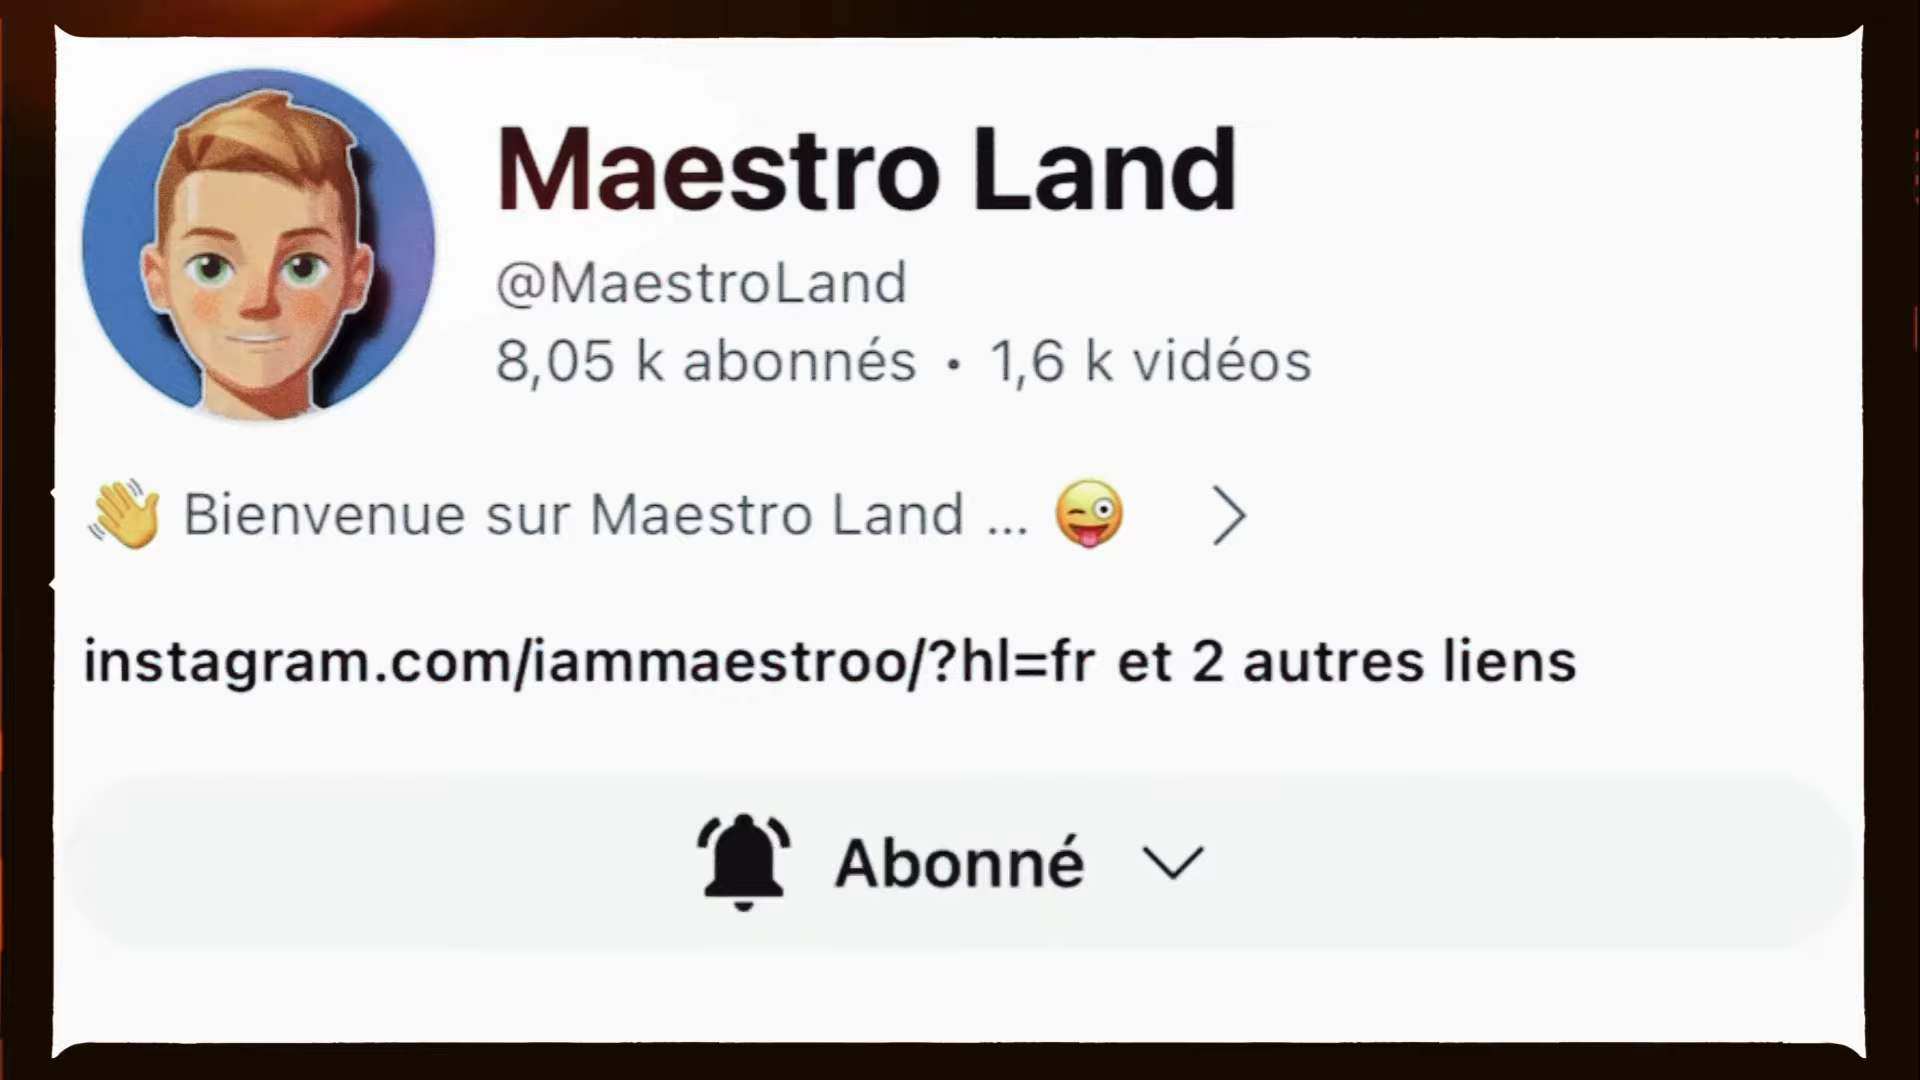 Maestro Land
@MaestroLand
8,05 k abonnés • 1,6 k vidéos
👋 Bienvenue sur Maestro Land ... 😜
instagram.com/iammaestroo/?hl=fr et 2 autres liens
Abonné